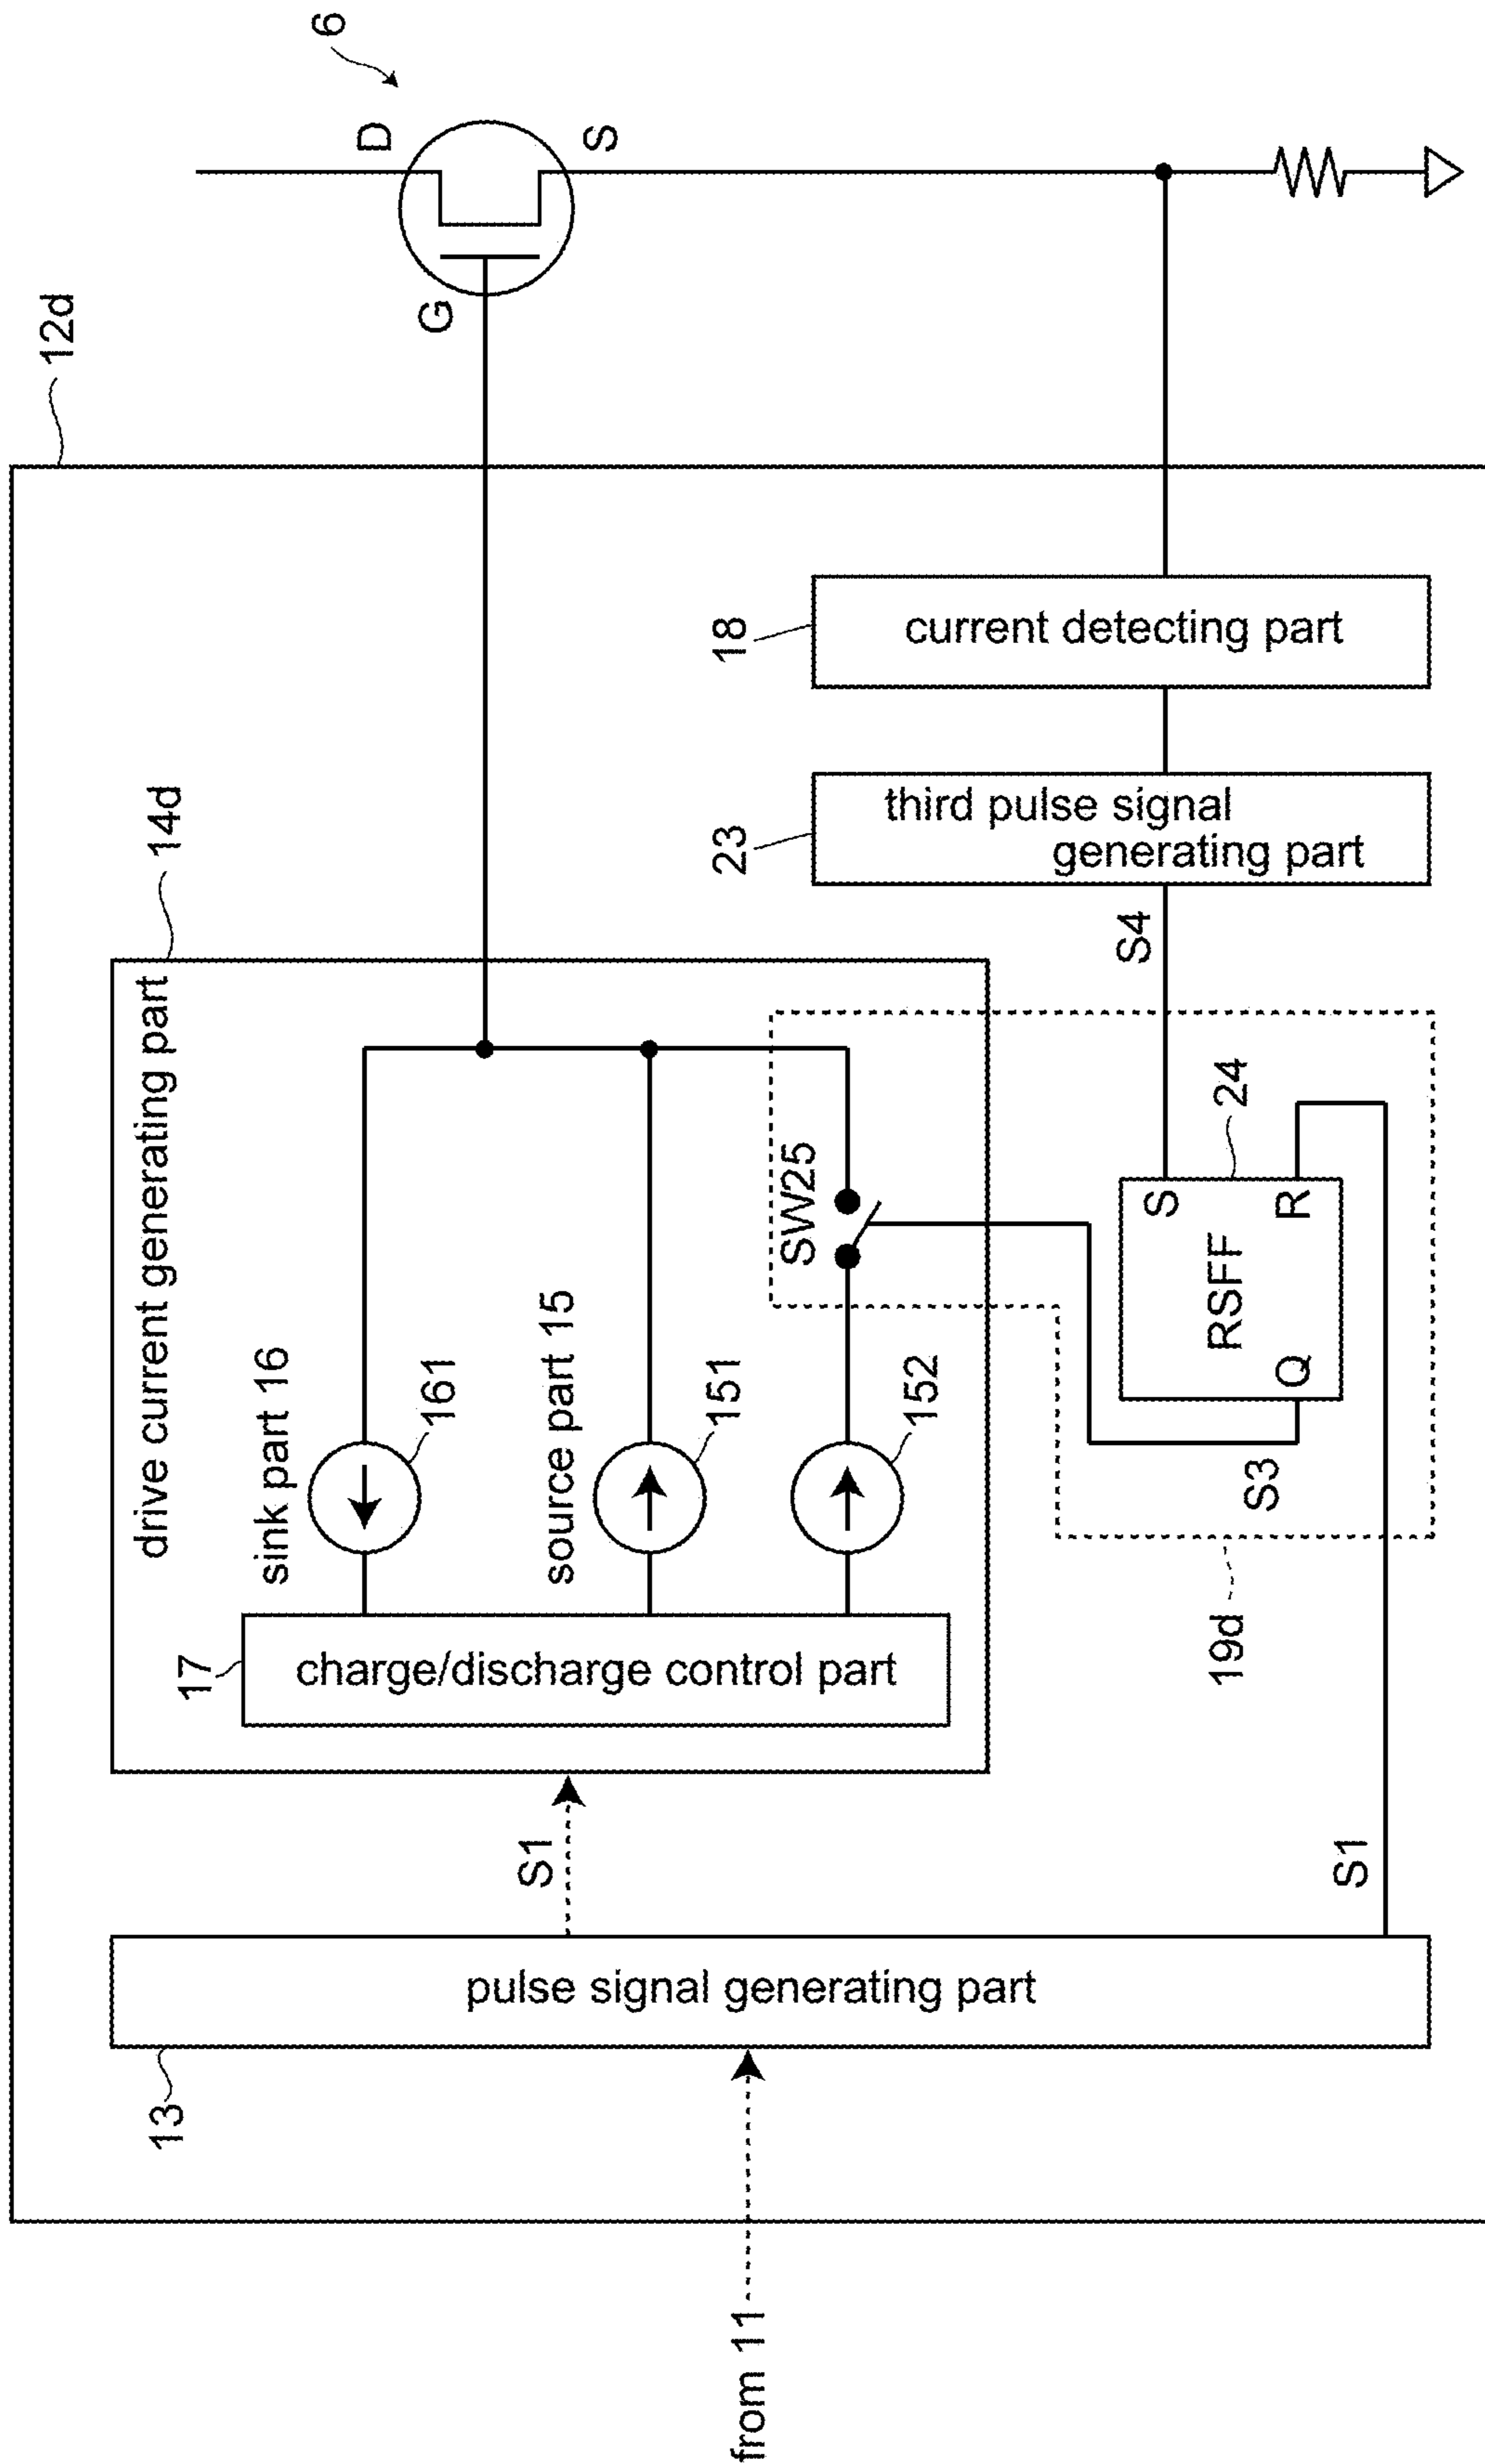 12d
6
D
G
S
14d
drive current generating part
sink part 16
161
source part 15
151
152
17
charge/discharge control part
SW25
18
current detecting part
23
third pulse signal
generating part
S4
24
S
R
RSFF
Q
S3
19d
S1
S1
13
pulse signal generating part
from 11